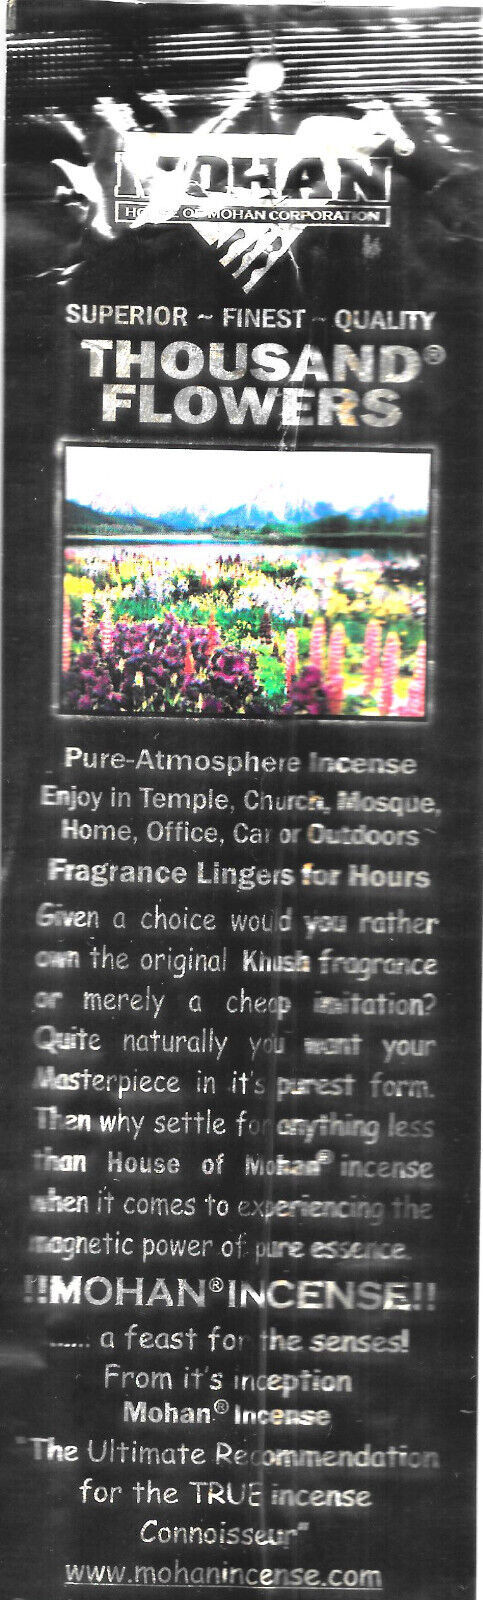 MOHAN
HOUSE OF MOHAN CORPORATION
SUPERIOR ~ FINEST ~ QUALITY
THOUSAND®
FLOWERS
Pure-Atmosphere Incense
Enjoy in Temple, Church, Mosque,
Home, Office, Car or Outdoors
Fragrance Lingers for Hours
Given a choice would you rather
own the original Khush fragrance
or merely a cheap imitation?
Quite naturally you want your
Masterpiece in it's purest form.
Then why settle for anything less
than House of Mohan® incense
when it comes to experiencing the
magnetic power of pure essence.
!!MOHAN® INCENSE!!
...... a feast for the senses!
From it's inception
Mohan® Incense
"The Ultimate Recommendation
for the TRUE incense
Connoisseur"
www.mohanincense.com